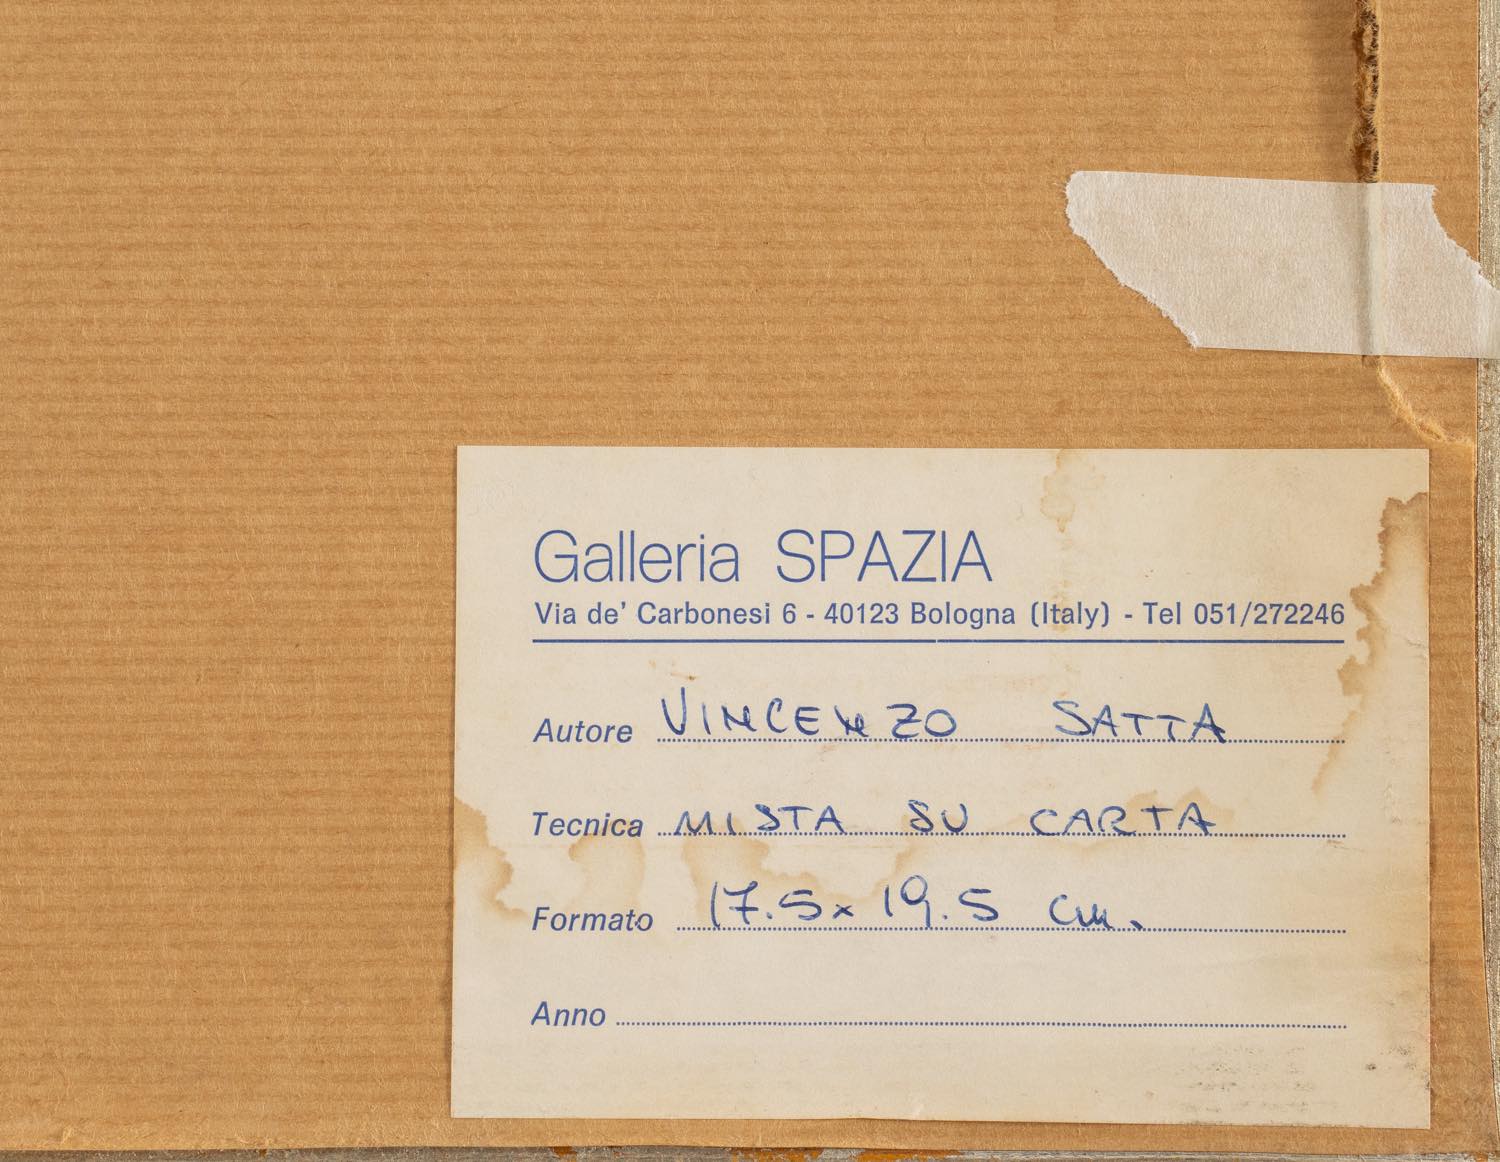 Galleria SPAZIA
Via de' Carbonesi 6 - 40123 Bologna (Italy) - Tel 051/272246
Autore VINCENZO SATTA
Tecnica MISTA SU CARTA
Formato 17.5x19.5 cm.
Anno